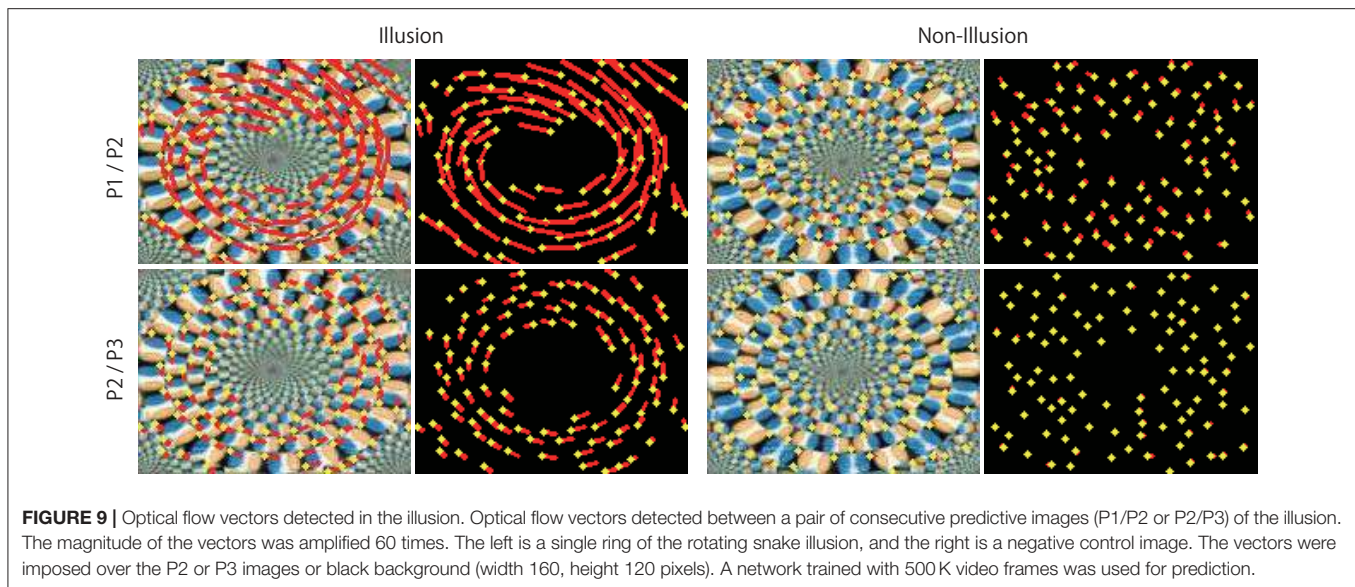 Illusion
Non-Illusion
P1 / P2
P2 / P3
FIGURE 9 | Optical flow vectors detected in the illusion. Optical flow vectors detected between a pair of consecutive predictive images (P1/P2 or P2/P3) of the illusion.
The magnitude of the vectors was amplified 60 times. The left is a single ring of the rotating snake illusion, and the right is a negative control image. The vectors were
imposed over the P2 or P3 images or black background (width 160, height 120 pixels). A network trained with 500 K video frames was used for prediction.